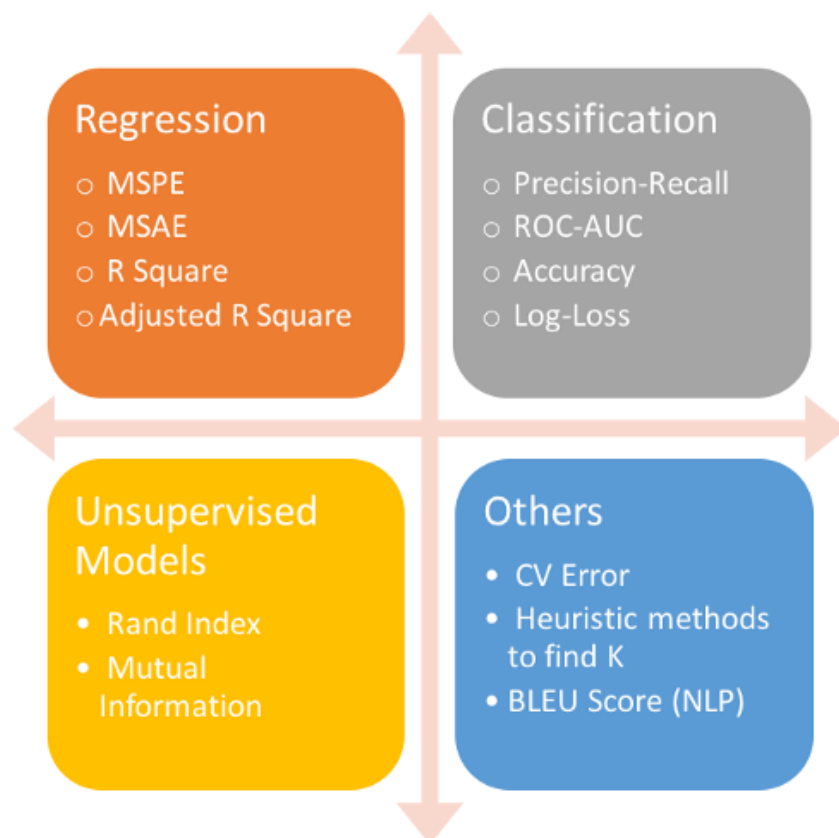 Regression
○ MSPE
○ MSAE
○ R Square
○ Adjusted R Square
Classification
○ Precision-Recall
○ ROC-AUC
○ Accuracy
○ Log-Loss
Unsupervised
Models
• Rand Index
• Mutual
Information
Others
• CV Error
• Heuristic methods
to find K
• BLEU Score (NLP)